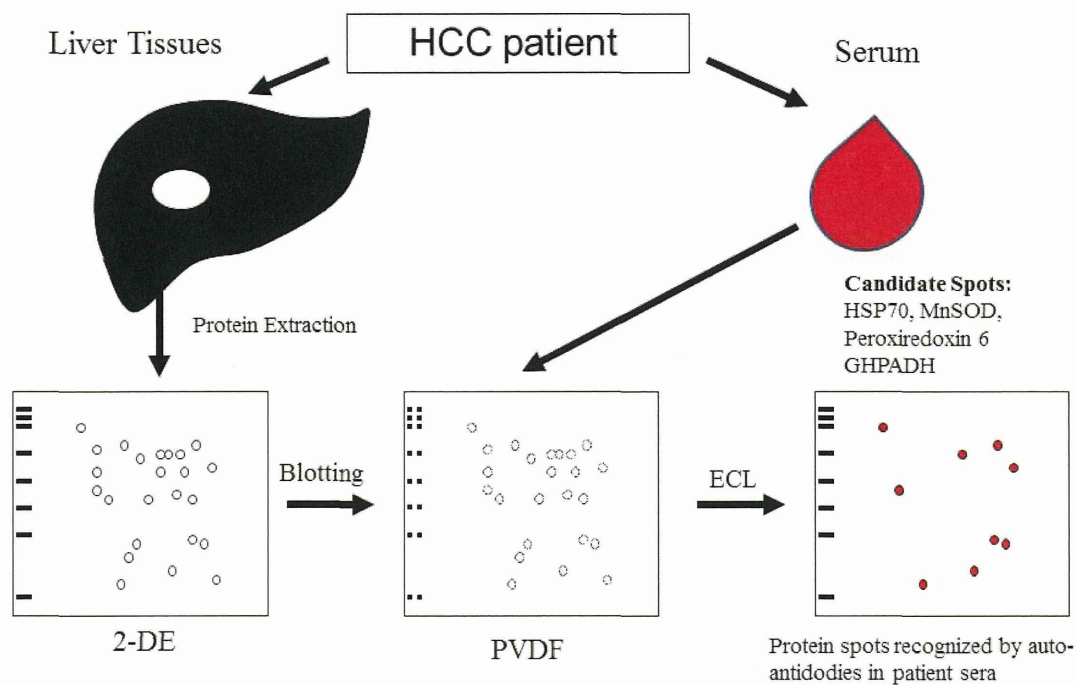 HCC patient
Liver Tissues
Serum
Protein Extraction
Candidate Spots:
HSP70, MnSOD,
Peroxiredoxin 6
GHPADH
Blotting
ECL
2-DE
PVDF
Protein spots recognized by auto-
antidodies in patient sera